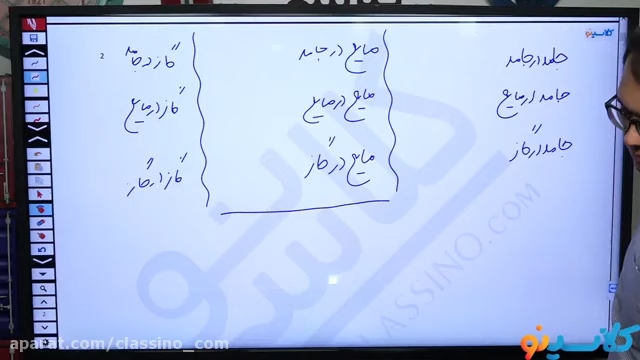 جامد در جامد
جامد در مایع
جامد در گاز
مایع در جامد
مایع در مایع
مایع در گاز
گاز در جامد
گاز در مایع
گاز در گاز
کلاسینو
CLASSINO.COM
کلاسینو
aparat.com/classino_com